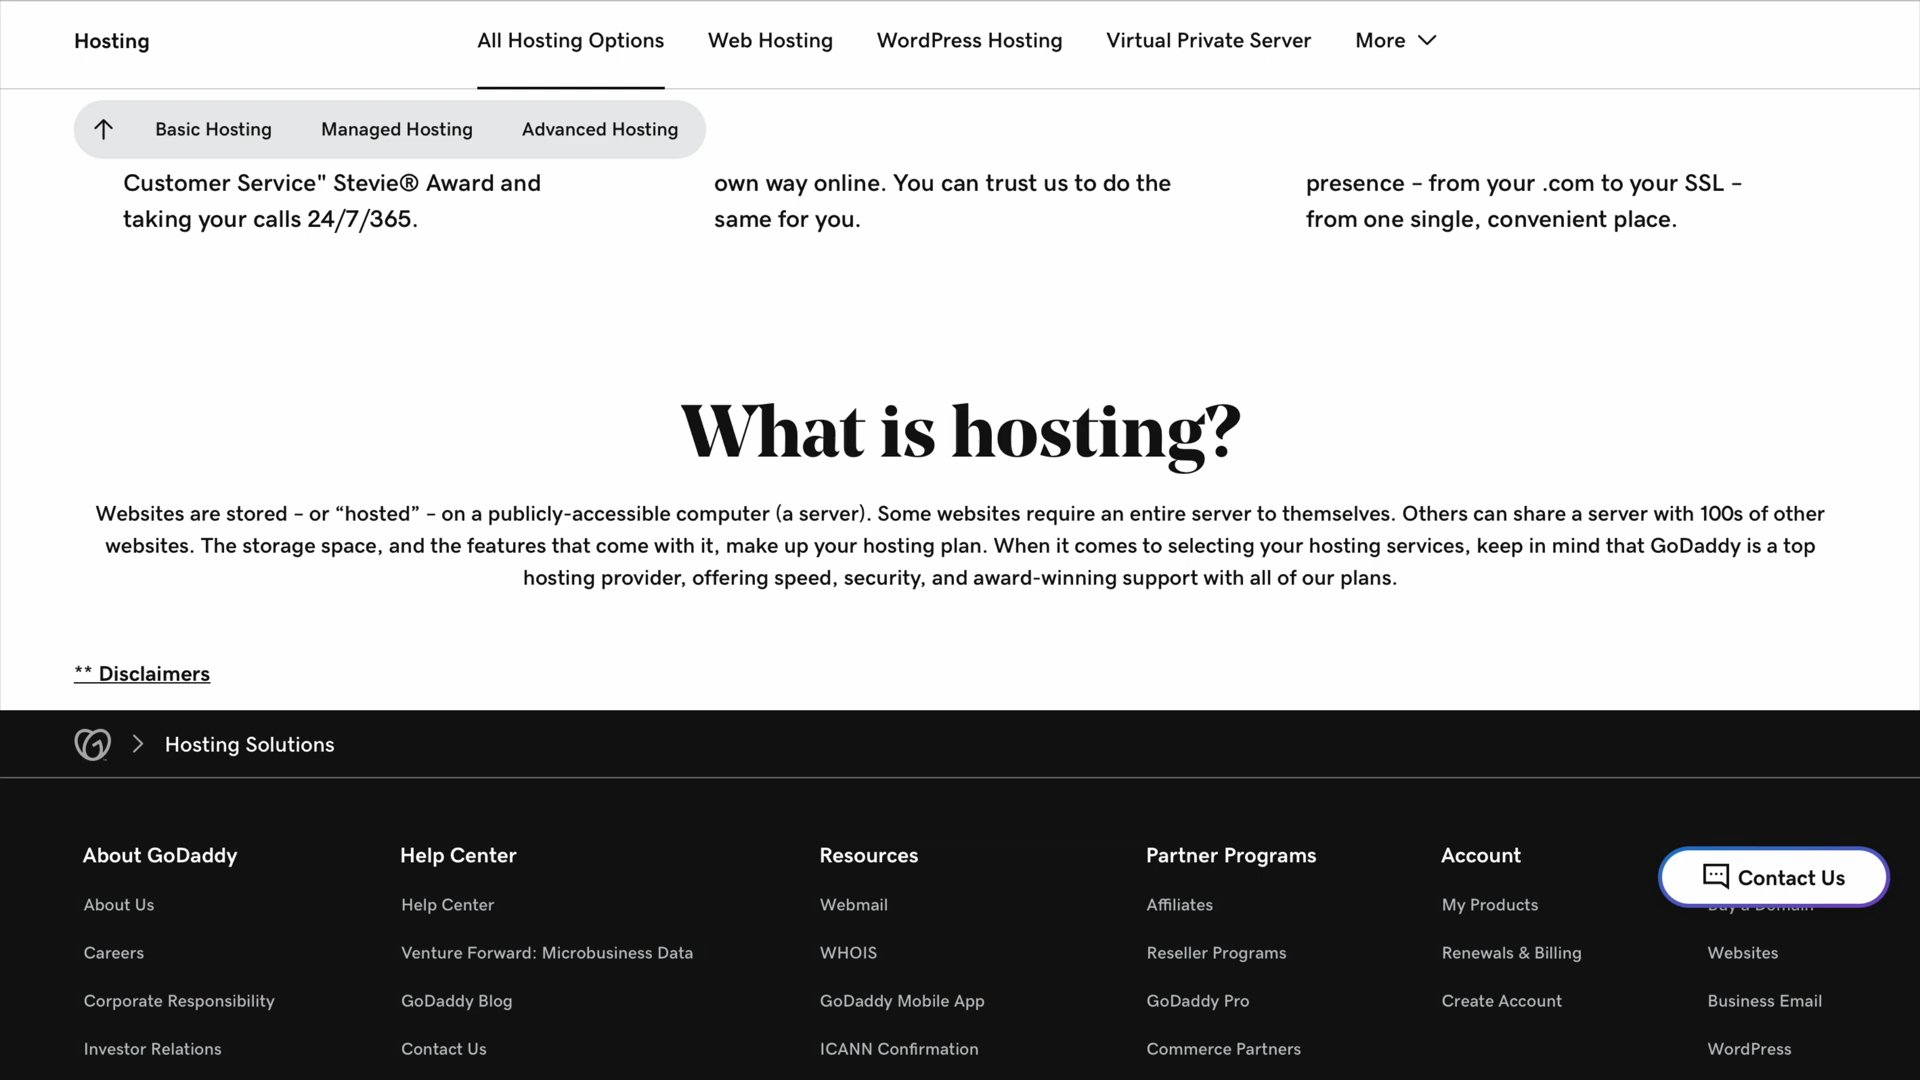 Hosting
All Hosting Options
Web Hosting
WordPress Hosting
Virtual Private Server
More
Basic Hosting
Managed Hosting
Advanced Hosting
Customer Service" Stevie® Award and
taking your calls 24/7/365.
own way online. You can trust us to do the
same for you.
presence – from your .com to your SSL –
from one single, convenient place.
What is hosting?
Websites are stored – or “hosted” – on a publicly-accessible computer (a server). Some websites require an entire server to themselves. Others can share a server with 100s of other
websites. The storage space, and the features that come with it, make up your hosting plan. When it comes to selecting your hosting services, keep in mind that GoDaddy is a top
hosting provider, offering speed, security, and award-winning support with all of our plans.
** Disclaimers
Hosting Solutions
About GoDaddy
About Us
Careers
Corporate Responsibility
Investor Relations
Help Center
Help Center
Venture Forward: Microbusiness Data
GoDaddy Blog
Contact Us
Resources
Webmail
WHOIS
GoDaddy Mobile App
ICANN Confirmation
Partner Programs
Affiliates
Reseller Programs
GoDaddy Pro
Commerce Partners
Account
My Products
Renewals & Billing
Create Account
Contact Us
Websites
Business Email
WordPress